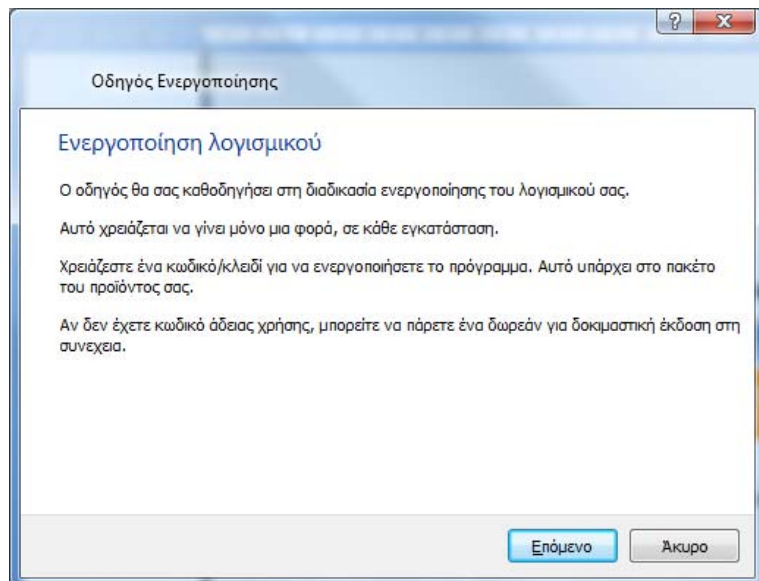 ?
Οδηγός Ενεργοποίησης
Ενεργοποίηση λογισμικού
Ο οδηγός θα σας καθοδηγήσει στη διαδικασία ενεργοποίησης του λογισμικού σας.
Αυτό χρειάζεται να γίνει μόνο μια φορά, σε κάθε εγκατάσταση.
Χρειάζεστε ένα κωδικό/κλειδί για να ενεργοποιήσετε το πρόγραμμα. Αυτό υπάρχει στο πακέτο
του προϊόντος σας.
Αν δεν έχετε κωδικό άδειας χρήσης, μπορείτε να πάρετε ένα δωρεάν για δοκιμαστική έκδοση στη
συνεχεια.
Επόμενο Άκυρο